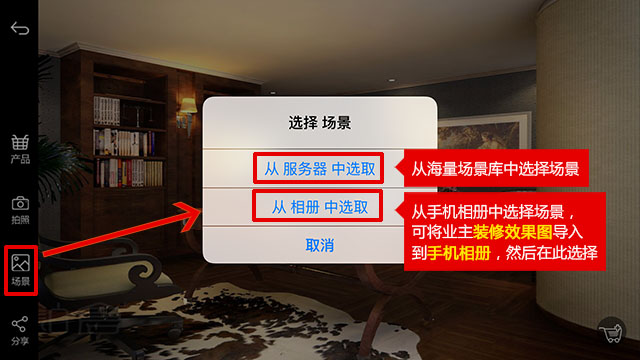 选择 场景
从 服务器 中选取
从海量场景库中选择场景
从 相册 中选取
从手机相册中选择场景，
可将业主装修效果图导入
到手机相册，然后在此选择
取消
产品
拍照
场景
分享